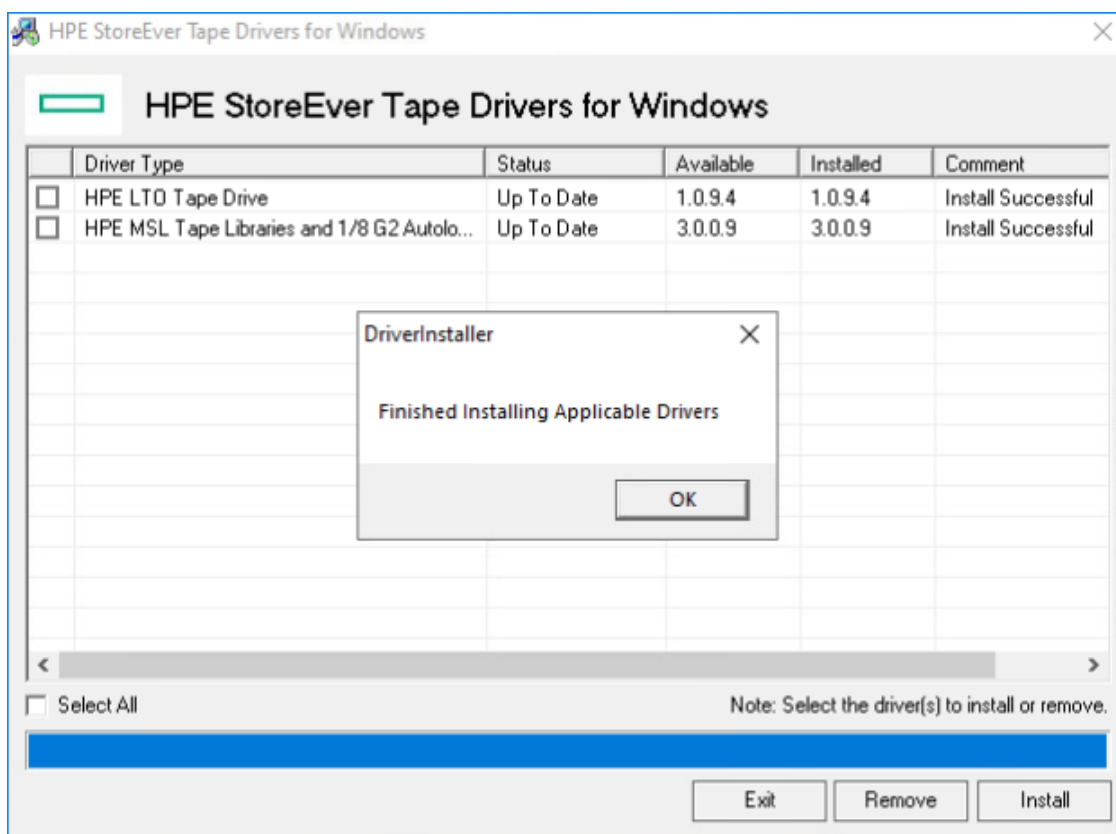 HPE StoreEver Tape Drivers for Windows
HPE StoreEver Tape Drivers for Windows
Driver Type Status Available Installed Comment
HPE LTO Tape Drive Up To Date 1.0.9.4 1.0.9.4 Install Successful
HPE MSL Tape Libraries and 1/8 G2 Autolo... Up To Date 3.0.0.9 3.0.0.9 Install Successful
DriverInstaller
Finished Installing Applicable Drivers
OK
Select All Note: Select the driver(s) to install or remove.
Exit Remove Install